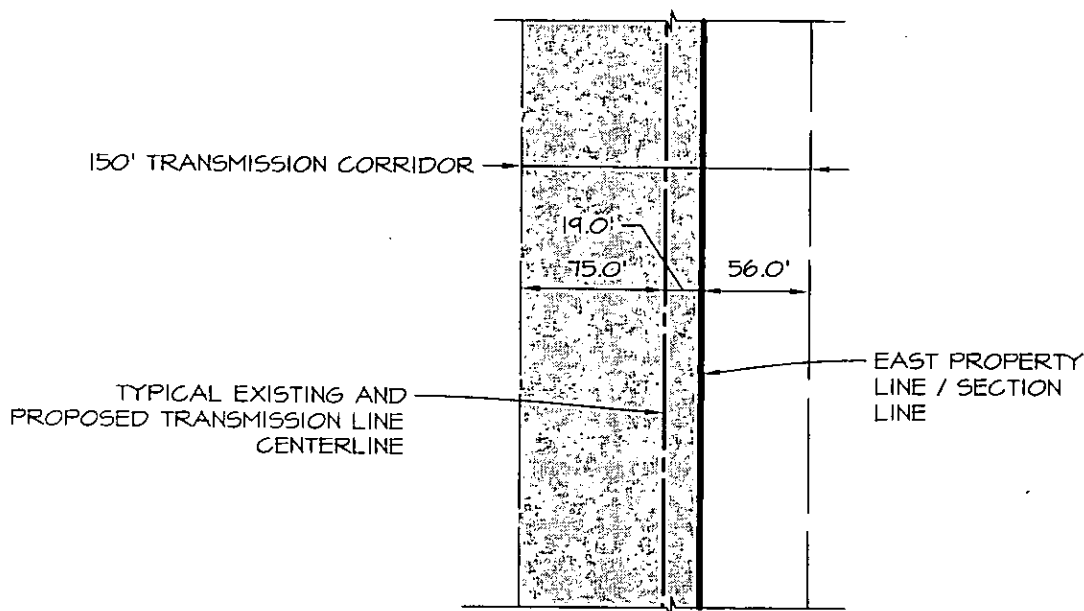 150' TRANSMISSION CORRIDOR
19.0'
75.0'
56.0'
EAST PROPERTY
LINE / SECTION
LINE
TYPICAL EXISTING AND
PROPOSED TRANSMISSION LINE
CENTERLINE